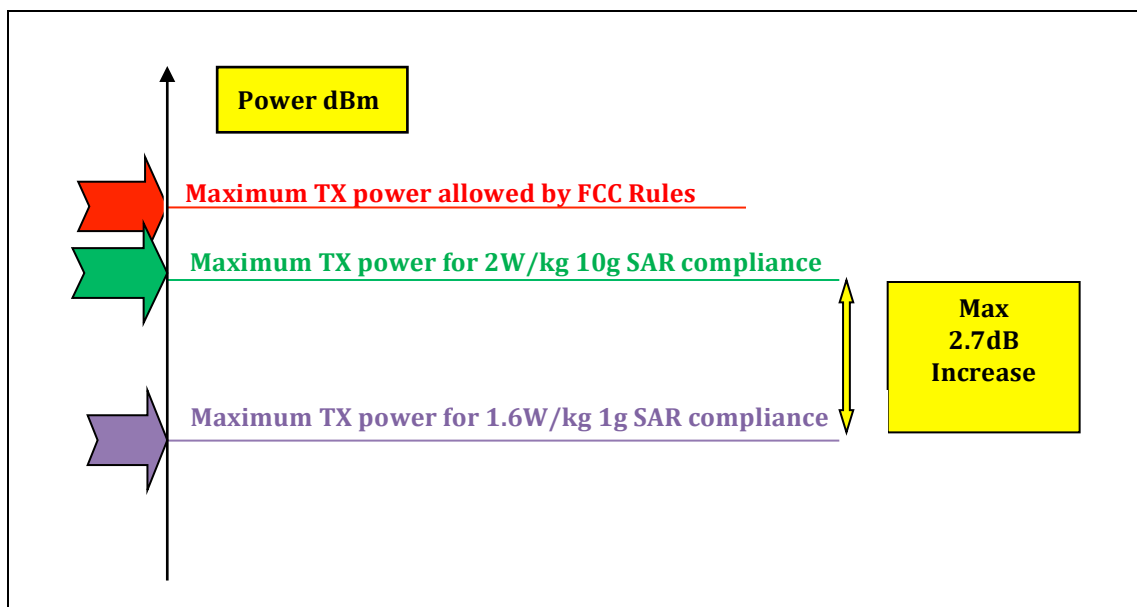 Power dBm
Maximum TX power allowed by FCC Rules
Maximum TX power for 2W/kg 10g SAR compliance
Max
2.7dB
Increase
Maximum TX power for 1.6W/kg 1g SAR compliance